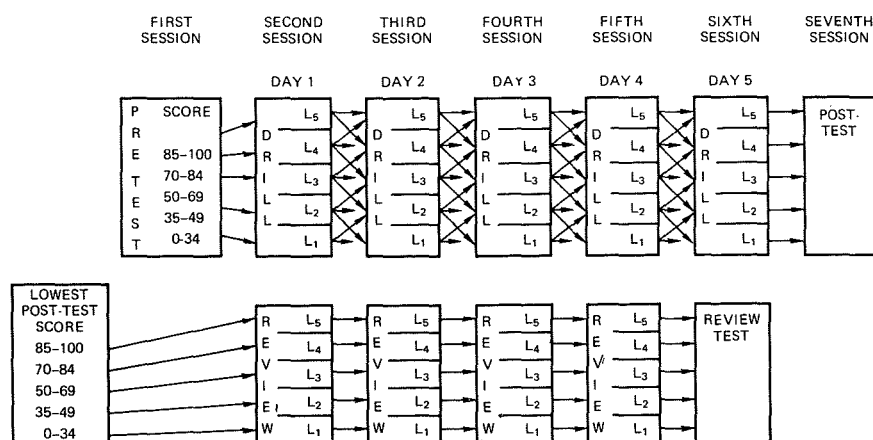 FIRST SESSION
SECOND SESSION
THIRD SESSION
FOURTH SESSION
FIFTH SESSION
SIXTH SESSION
SEVENTH SESSION
DAY 1
DAY 2
DAY 3
DAY 4
DAY 5
PRETEST
SCORE
85–100
70–84
50–69
35–49
0-34
DRILL
L5
L4
L3
L2
L1
DRILL
L5
L4
L3
L2
L1
DRILL
L5
L4
L3
L2
L1
DRILL
L5
L4
L3
L2
L1
DRILL
L5
L4
L3
L2
L1
POST-
TEST
LOWEST
POST-TEST
SCORE
85–100
70–84
50–69
35–49
0–34
REVIEW
L5
L4
L3
L2
L1
REVIEW
L5
L4
L3
L2
L1
REVIEW
L5
L4
L3
L2
L1
REVIEW
L5
L4
L3
L2
L1
REVIEW
TEST